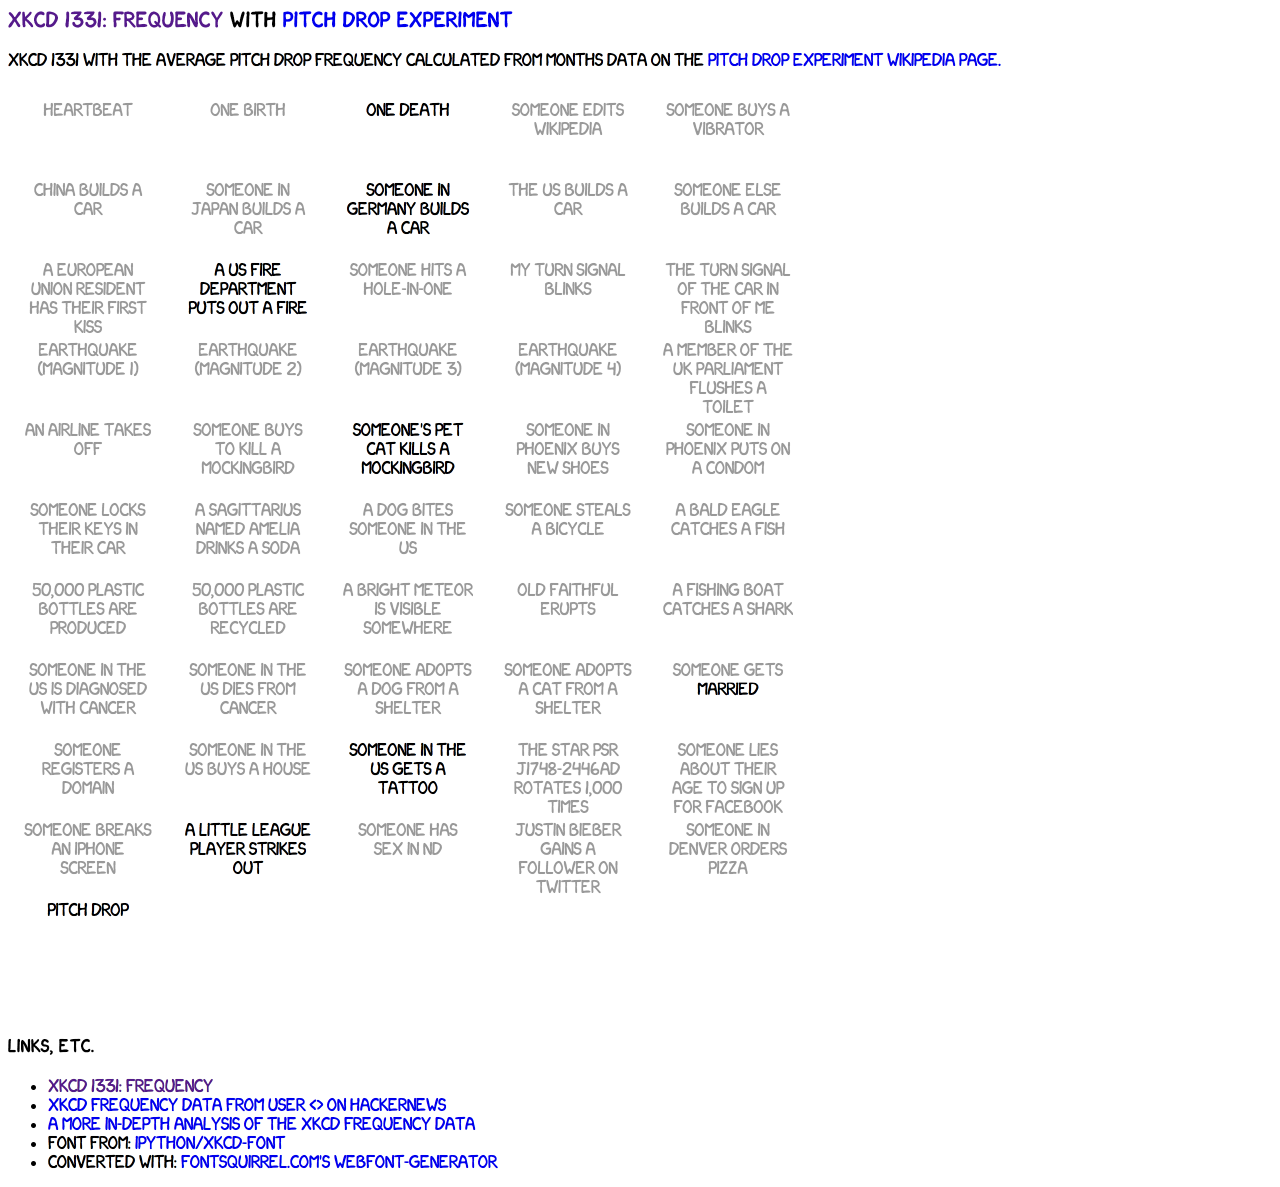 XKCD 1331: FREQUENCY WITH PITCH DROP EXPERIMENT
XKCD 1331 WITH THE AVERAGE PITCH DROP FREQUENCY CALCULATED FROM MONTHS DATA ON THE PITCH DROP EXPERIMENT WIKIPEDIA PAGE.
HEARTBEAT
ONE BIRTH
ONE DEATH
SOMEONE EDITS
WIKIPEDIA
SOMEONE BUYS A
VIBRATOR
CHINA BUILDS A
CAR
SOMEONE IN
JAPAN BUILDS A
CAR
SOMEONE IN
GERMANY BUILDS
A CAR
THE US BUILDS A
CAR
SOMEONE ELSE
BUILDS A CAR
A EUROPEAN
UNION RESIDENT
HAS THEIR FIRST
KISS
A US FIRE
DEPARTMENT
PUTS OUT A FIRE
SOMEONE HITS A
HOLE-IN-ONE
MY TURN SIGNAL
BLINKS
THE TURN SIGNAL
OF THE CAR IN
FRONT OF ME
BLINKS
EARTHQUAKE
(MAGNITUDE 1)
EARTHQUAKE
(MAGNITUDE 2)
EARTHQUAKE
(MAGNITUDE 3)
EARTHQUAKE
(MAGNITUDE 4)
A MEMBER OF THE
UK PARLIAMENT
FLUSHES A
TOILET
AN AIRLINE TAKES
OFF
SOMEONE BUYS
TO KILL A
MOCKINGBIRD
SOMEONE'S PET
CAT KILLS A
MOCKINGBIRD
SOMEONE IN
PHOENIX BUYS
NEW SHOES
SOMEONE IN
PHOENIX PUTS ON
A CONDOM
SOMEONE LOCKS
THEIR KEYS IN
THEIR CAR
A SAGITTARIUS
NAMED AMELIA
DRINKS A SODA
A DOG BITES
SOMEONE IN THE
US
SOMEONE STEALS
A BICYCLE
A BALD EAGLE
CATCHES A FISH
50,000 PLASTIC
BOTTLES ARE
PRODUCED
50,000 PLASTIC
BOTTLES ARE
RECYCLED
A BRIGHT METEOR
IS VISIBLE
SOMEWHERE
OLD FAITHFUL
ERUPTS
A FISHING BOAT
CATCHES A SHARK
SOMEONE IN THE
US IS DIAGNOSED
WITH CANCER
SOMEONE IN THE
US DIES FROM
CANCER
SOMEONE ADOPTS
A DOG FROM A
SHELTER
SOMEONE ADOPTS
A CAT FROM A
SHELTER
SOMEONE GETS
MARRIED
SOMEONE
REGISTERS A
DOMAIN
SOMEONE IN THE
US BUYS A HOUSE
SOMEONE IN THE
US GETS A
TATTOO
THE STAR PSR
J1748-2446AD
ROTATES 1,000
TIMES
SOMEONE LIES
ABOUT THEIR
AGE TO SIGN UP
FOR FACEBOOK
SOMEONE BREAKS
AN IPHONE
SCREEN
A LITTLE LEAGUE
PLAYER STRIKES
OUT
SOMEONE HAS
SEX IN ND
JUSTIN BIEBER
GAINS A
FOLLOWER ON
TWITTER
SOMEONE IN
DENVER ORDERS
PIZZA
PITCH DROP
LINKS, ETC.
XKCD 1331: FREQUENCY
XKCD FREQUENCY DATA FROM USER <> ON HACKERNEWS
A MORE IN-DEPTH ANALYSIS OF THE XKCD FREQUENCY DATA
FONT FROM: IPYTHON/XKCD-FONT
CONVERTED WITH: FONTSQUIRREL.COM'S WEBFONT-GENERATOR